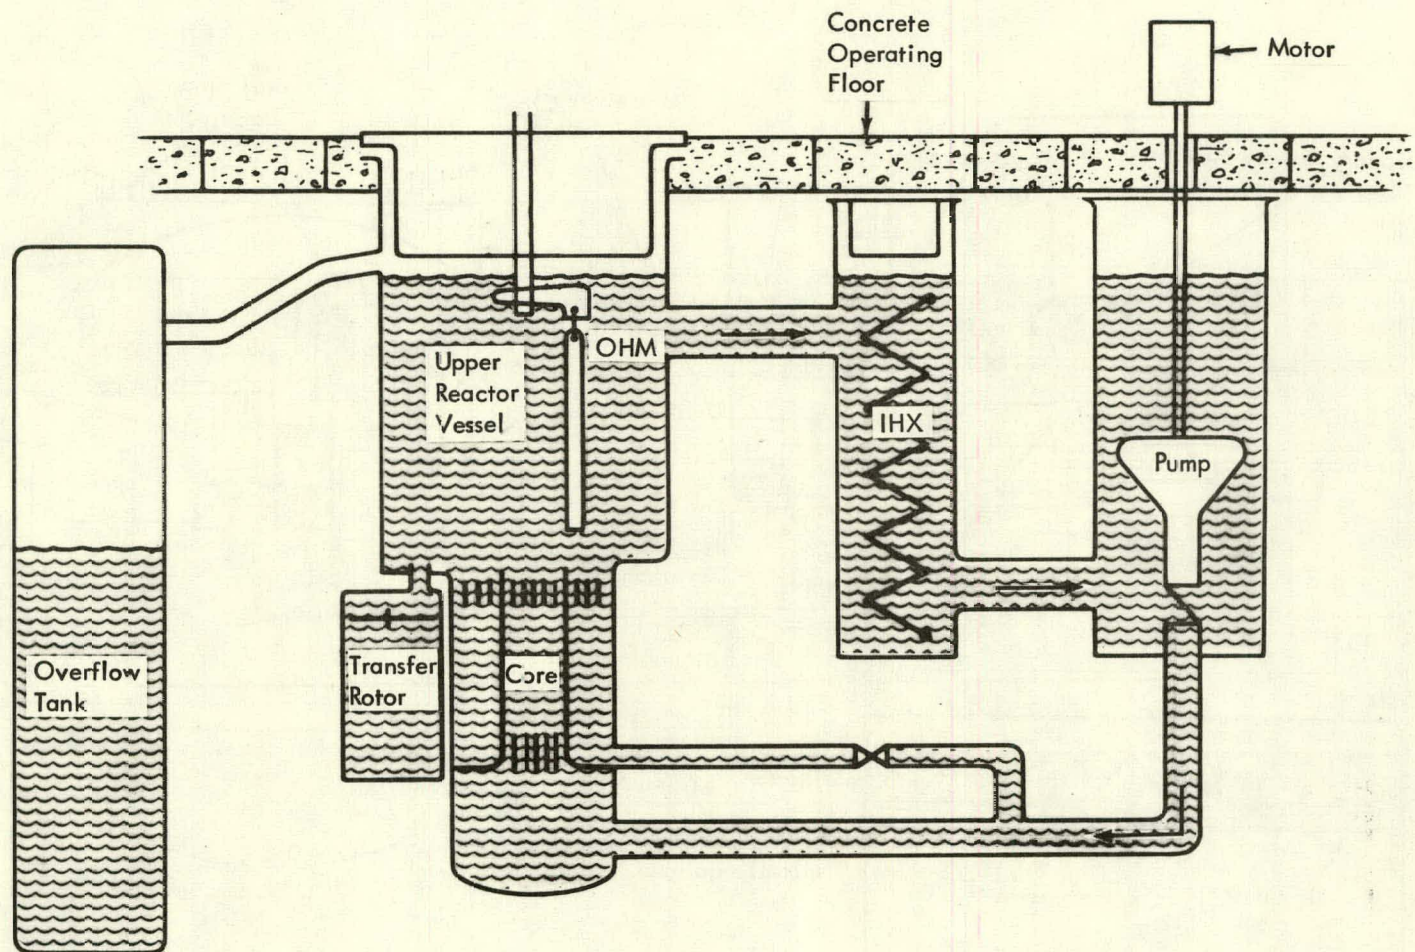 Concrete
Operating
Floor
Motor
OHM
Upper
Reactor
Vessel
IHX
Pump
Overflow
Tank
Transfer
Rotor
Core